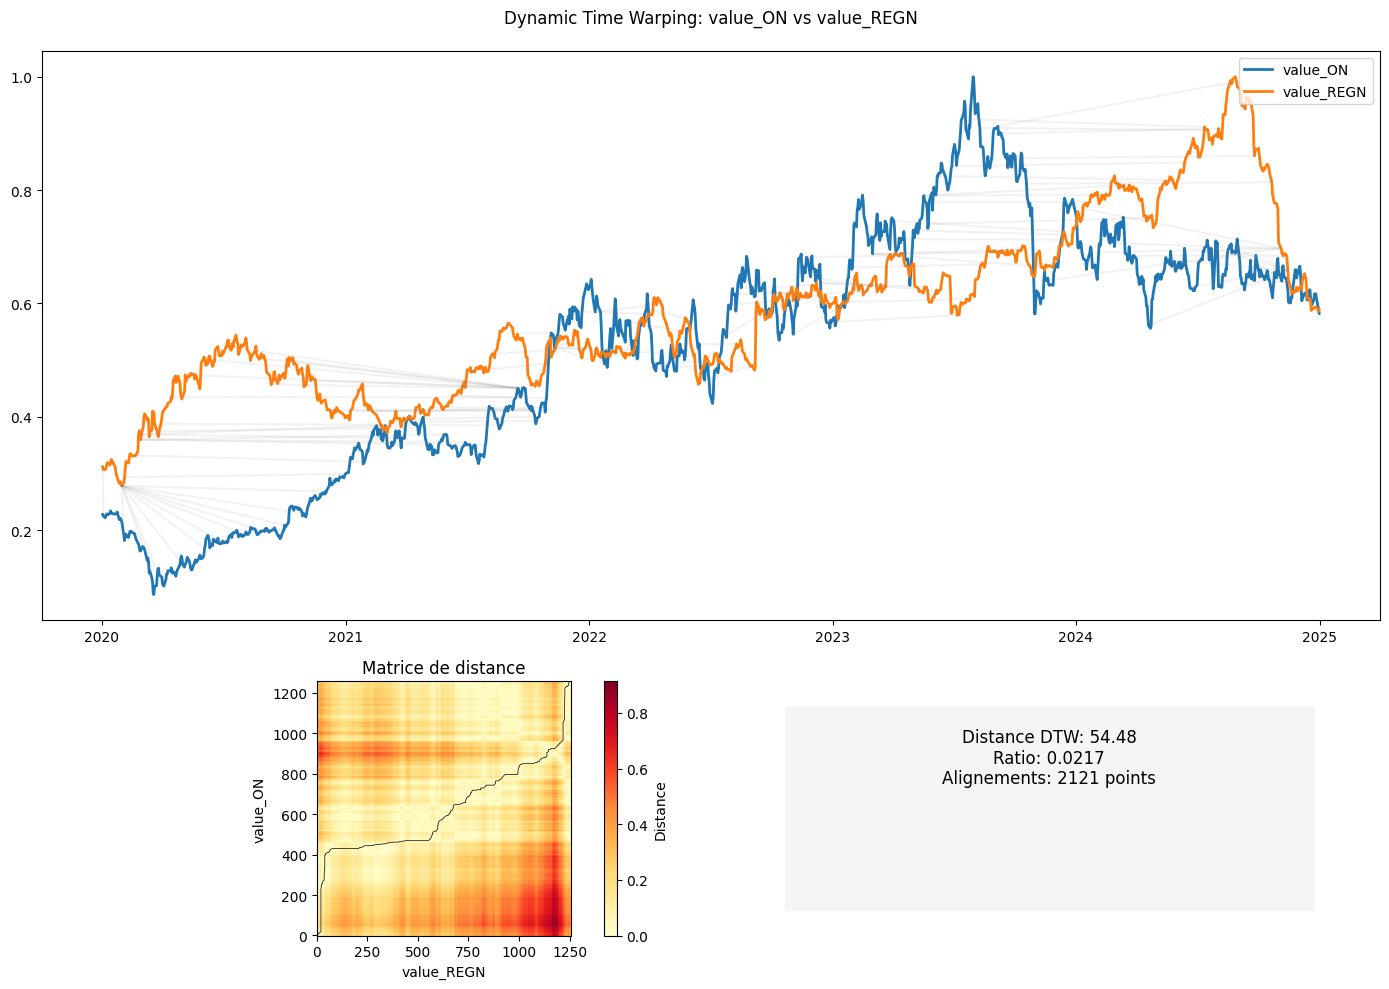 Dynamic Time Warping: value_ON vs value_REGN
value_ON
value_REGN
1.0
0.8
0.6
0.4
0.2
2020 2021 2022 2023 2024 2025
Matrice de distance
1200
1000
800
600
400
200
0
value_ON
0 250 500 750 1000 1250
value_REGN
0.8
0.6
0.4
0.2
0.0
Distance
Distance DTW: 54.48
Ratio: 0.0217
Alignements: 2121 points